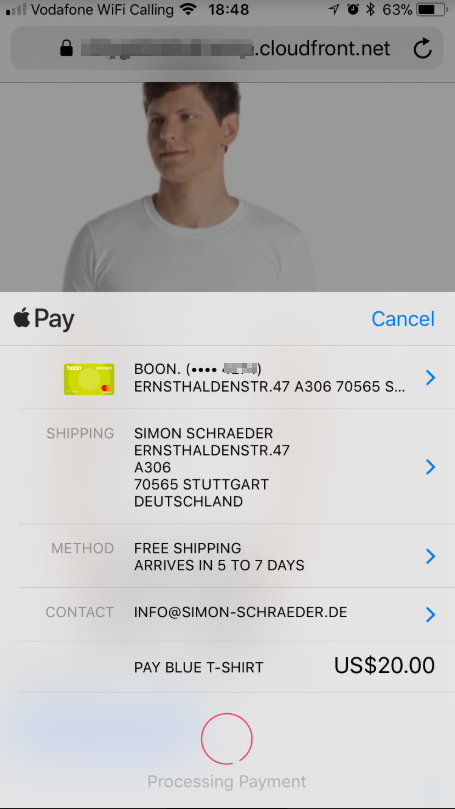 Vodafone WiFi Calling 18:48 63%
.cloudfront.net
Pay Cancel
boon.
BOON. (••••
ERNSTHALDENSTR.47 A306 70565 S...
SHIPPING SIMON SCHRAEDER
ERNSTHALDENSTR.47
A306
70565 STUTTGART
DEUTSCHLAND
METHOD FREE SHIPPING
ARRIVES IN 5 TO 7 DAYS
CONTACT INFO@SIMON-SCHRAEDER.DE
PAY BLUE T-SHIRT US$20.00
Processing Payment